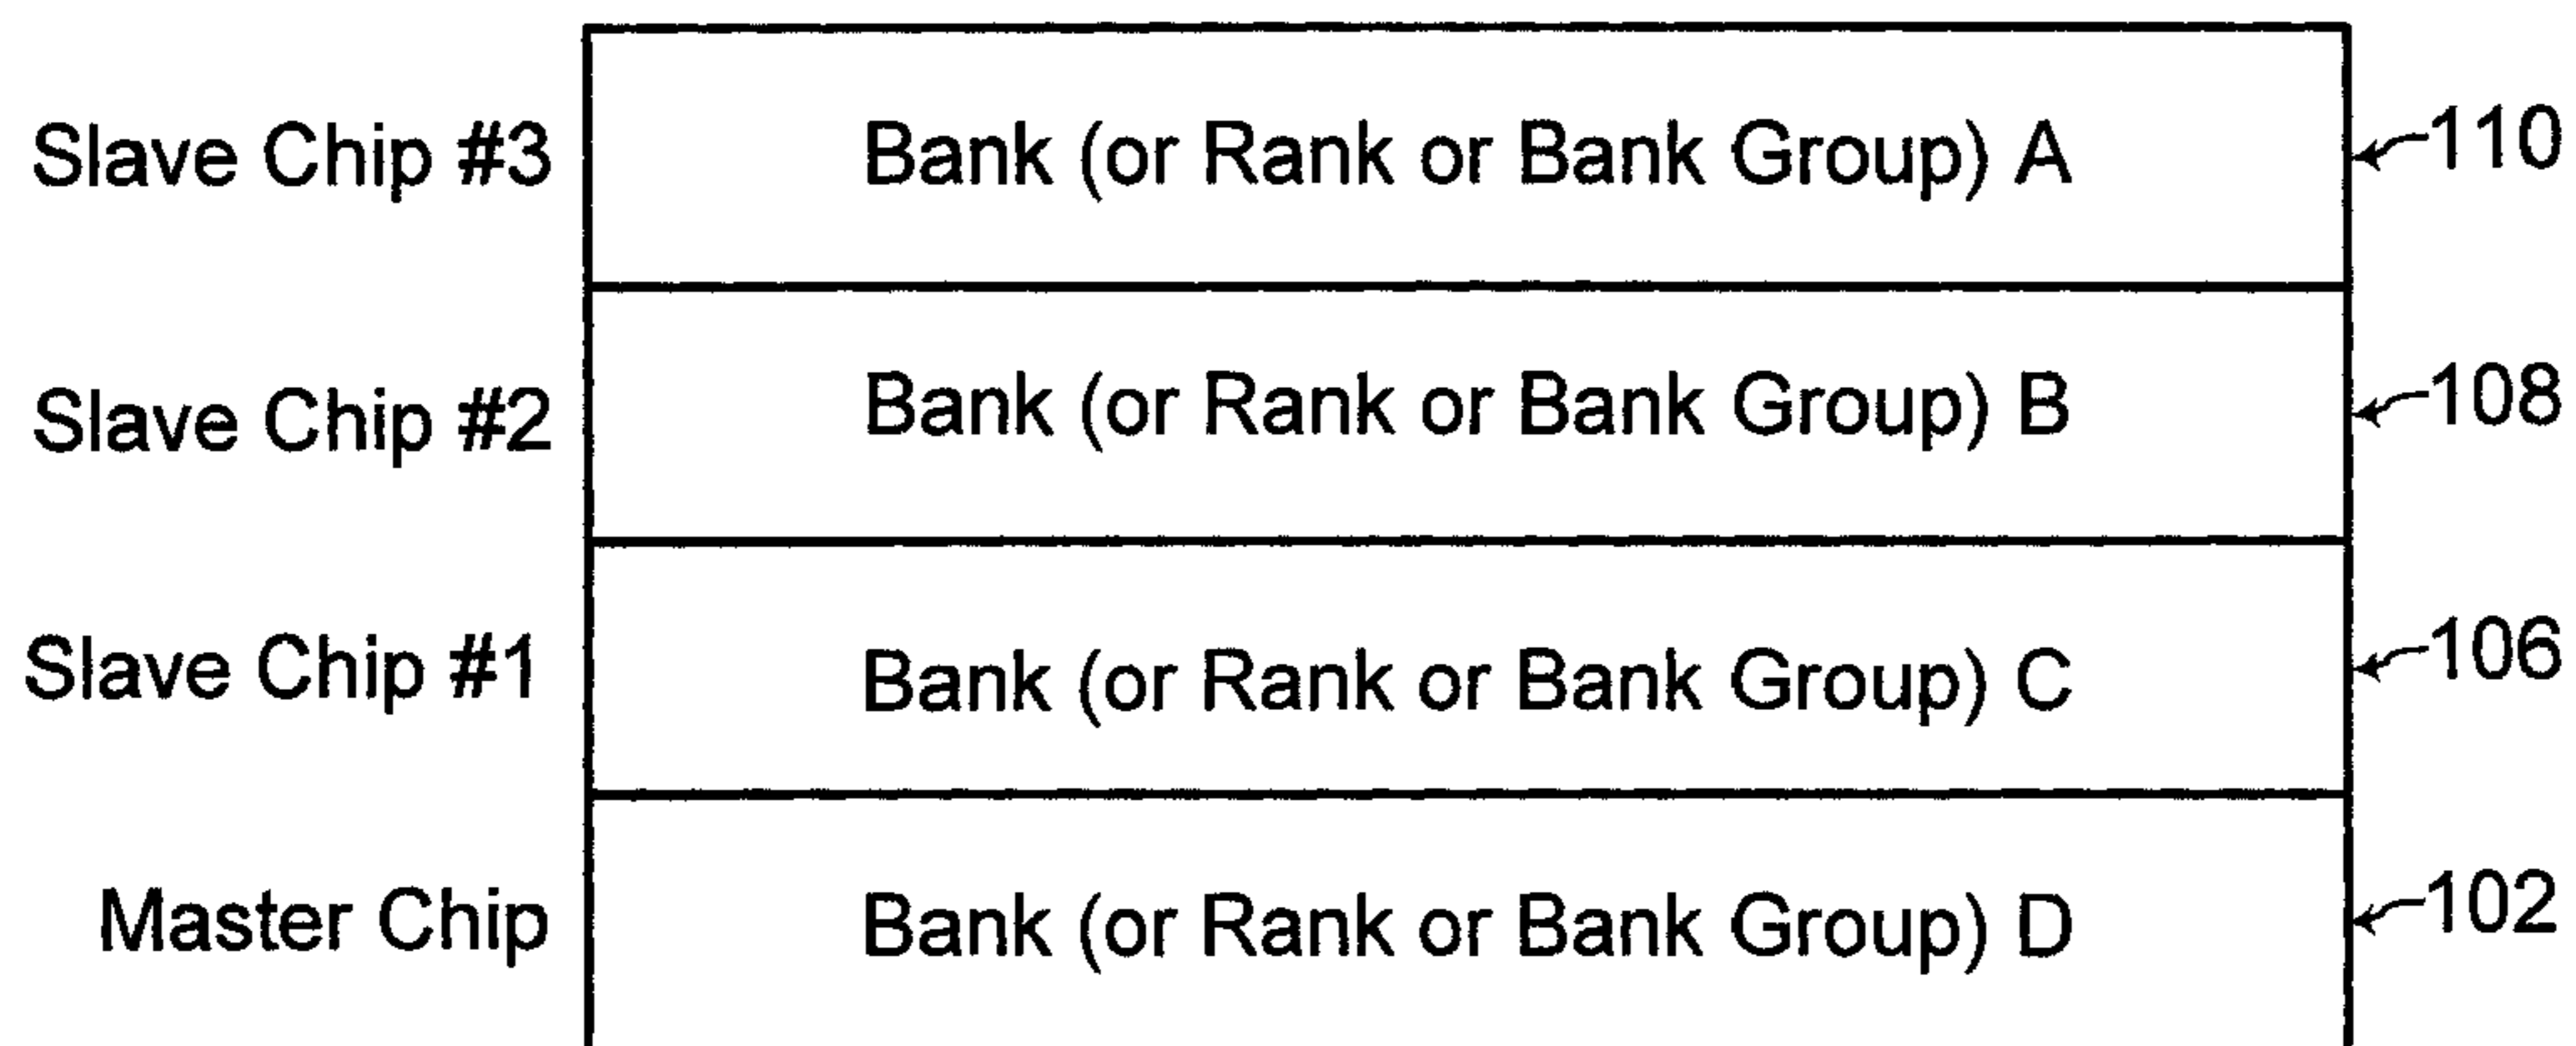 Slave Chip #3 Bank (or Rank or Bank Group) A 110
Slave Chip #2 Bank (or Rank or Bank Group) B 108
Slave Chip #1 Bank (or Rank or Bank Group) C 106
Master Chip Bank (or Rank or Bank Group) D 102